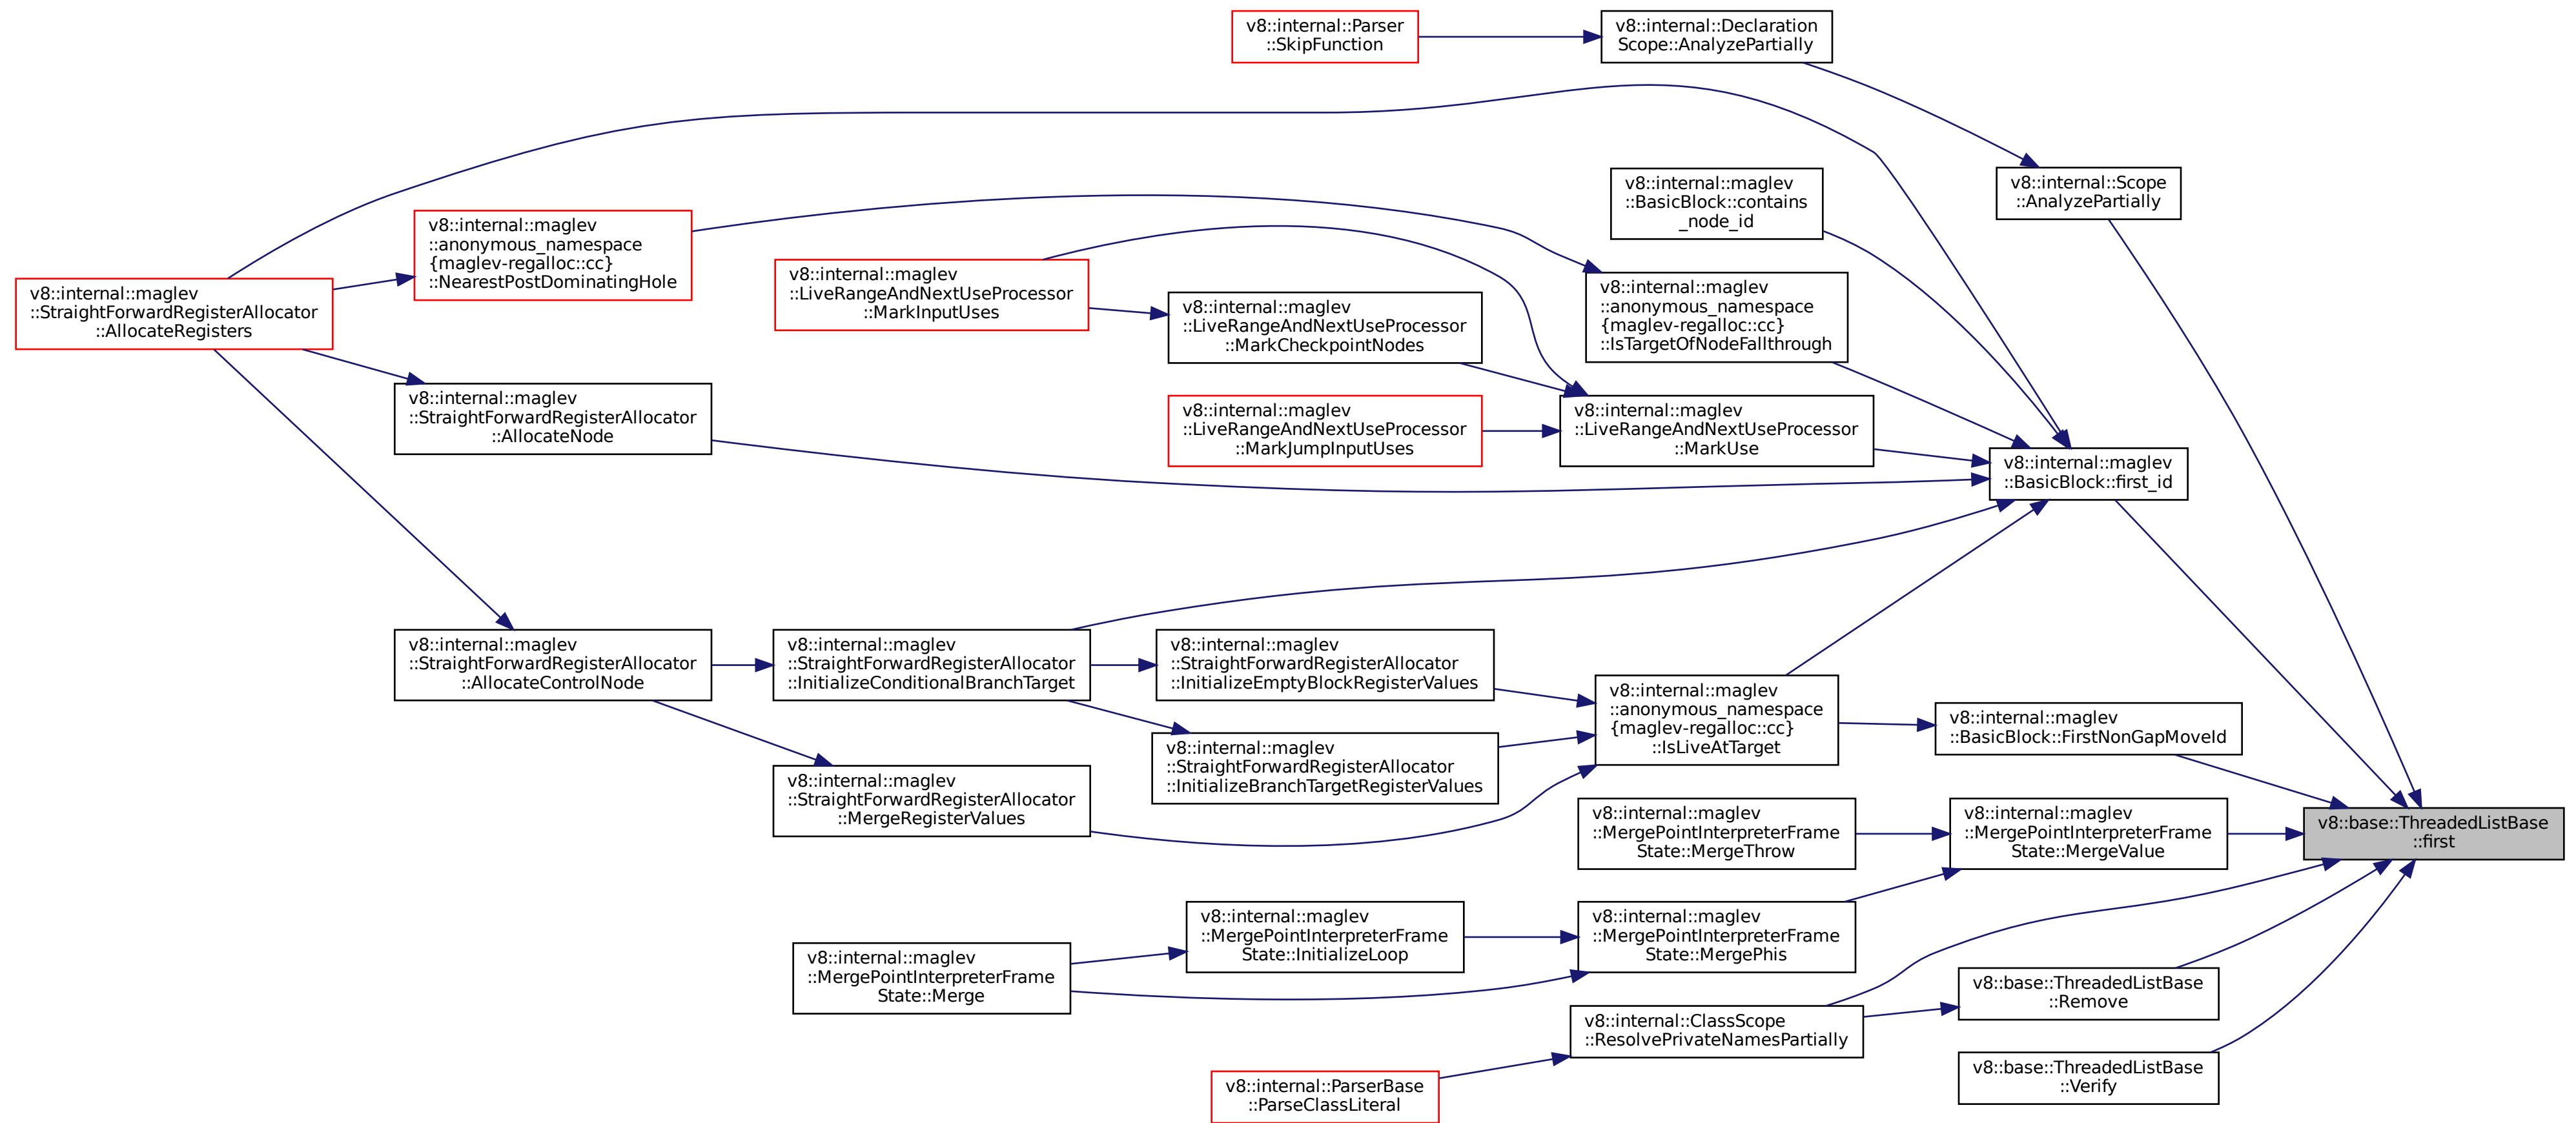 v8::internal::Parser
::SkipFunction
v8::internal::Declaration
Scope::AnalyzePartially
v8::internal::Scope
::AnalyzePartially
v8::internal::maglev
::BasicBlock::contains
_node_id
v8::internal::maglev
::anonymous_namespace
{maglev-regalloc::cc}
::NearestPostDominatingHole
v8::internal::maglev
::StraightForwardRegisterAllocator
::AllocateRegisters
v8::internal::maglev
::LiveRangeAndNextUseProcessor
::MarkInputUses
v8::internal::maglev
::LiveRangeAndNextUseProcessor
::MarkCheckpointNodes
v8::internal::maglev
::anonymous_namespace
{maglev-regalloc::cc}
::IsTargetOfNodeFallthrough
v8::internal::maglev
::StraightForwardRegisterAllocator
::AllocateNode
v8::internal::maglev
::LiveRangeAndNextUseProcessor
::MarkJumpInputUses
v8::internal::maglev
::LiveRangeAndNextUseProcessor
::MarkUse
v8::internal::maglev
::BasicBlock::first_id
v8::internal::maglev
::StraightForwardRegisterAllocator
::AllocateControlNode
v8::internal::maglev
::StraightForwardRegisterAllocator
::InitializeConditionalBranchTarget
v8::internal::maglev
::StraightForwardRegisterAllocator
::InitializeEmptyBlockRegisterValues
v8::internal::maglev
::anonymous_namespace
{maglev-regalloc::cc}
::IsLiveAtTarget
v8::internal::maglev
::BasicBlock::FirstNonGapMoveId
v8::internal::maglev
::StraightForwardRegisterAllocator
::InitializeBranchTargetRegisterValues
v8::internal::maglev
::StraightForwardRegisterAllocator
::MergeRegisterValues
v8::internal::maglev
::MergePointInterpreterFrame
State::MergeThrow
v8::internal::maglev
::MergePointInterpreterFrame
State::MergeValue
v8::base::ThreadedListBase
::first
v8::internal::maglev
::MergePointInterpreterFrame
State::Merge
v8::internal::maglev
::MergePointInterpreterFrame
State::InitializeLoop
v8::internal::maglev
::MergePointInterpreterFrame
State::MergePhis
v8::base::ThreadedListBase
::Remove
v8::internal::ClassScope
::ResolvePrivateNamesPartially
v8::base::ThreadedListBase
::Verify
v8::internal::ParserBase
::ParseClassLiteral